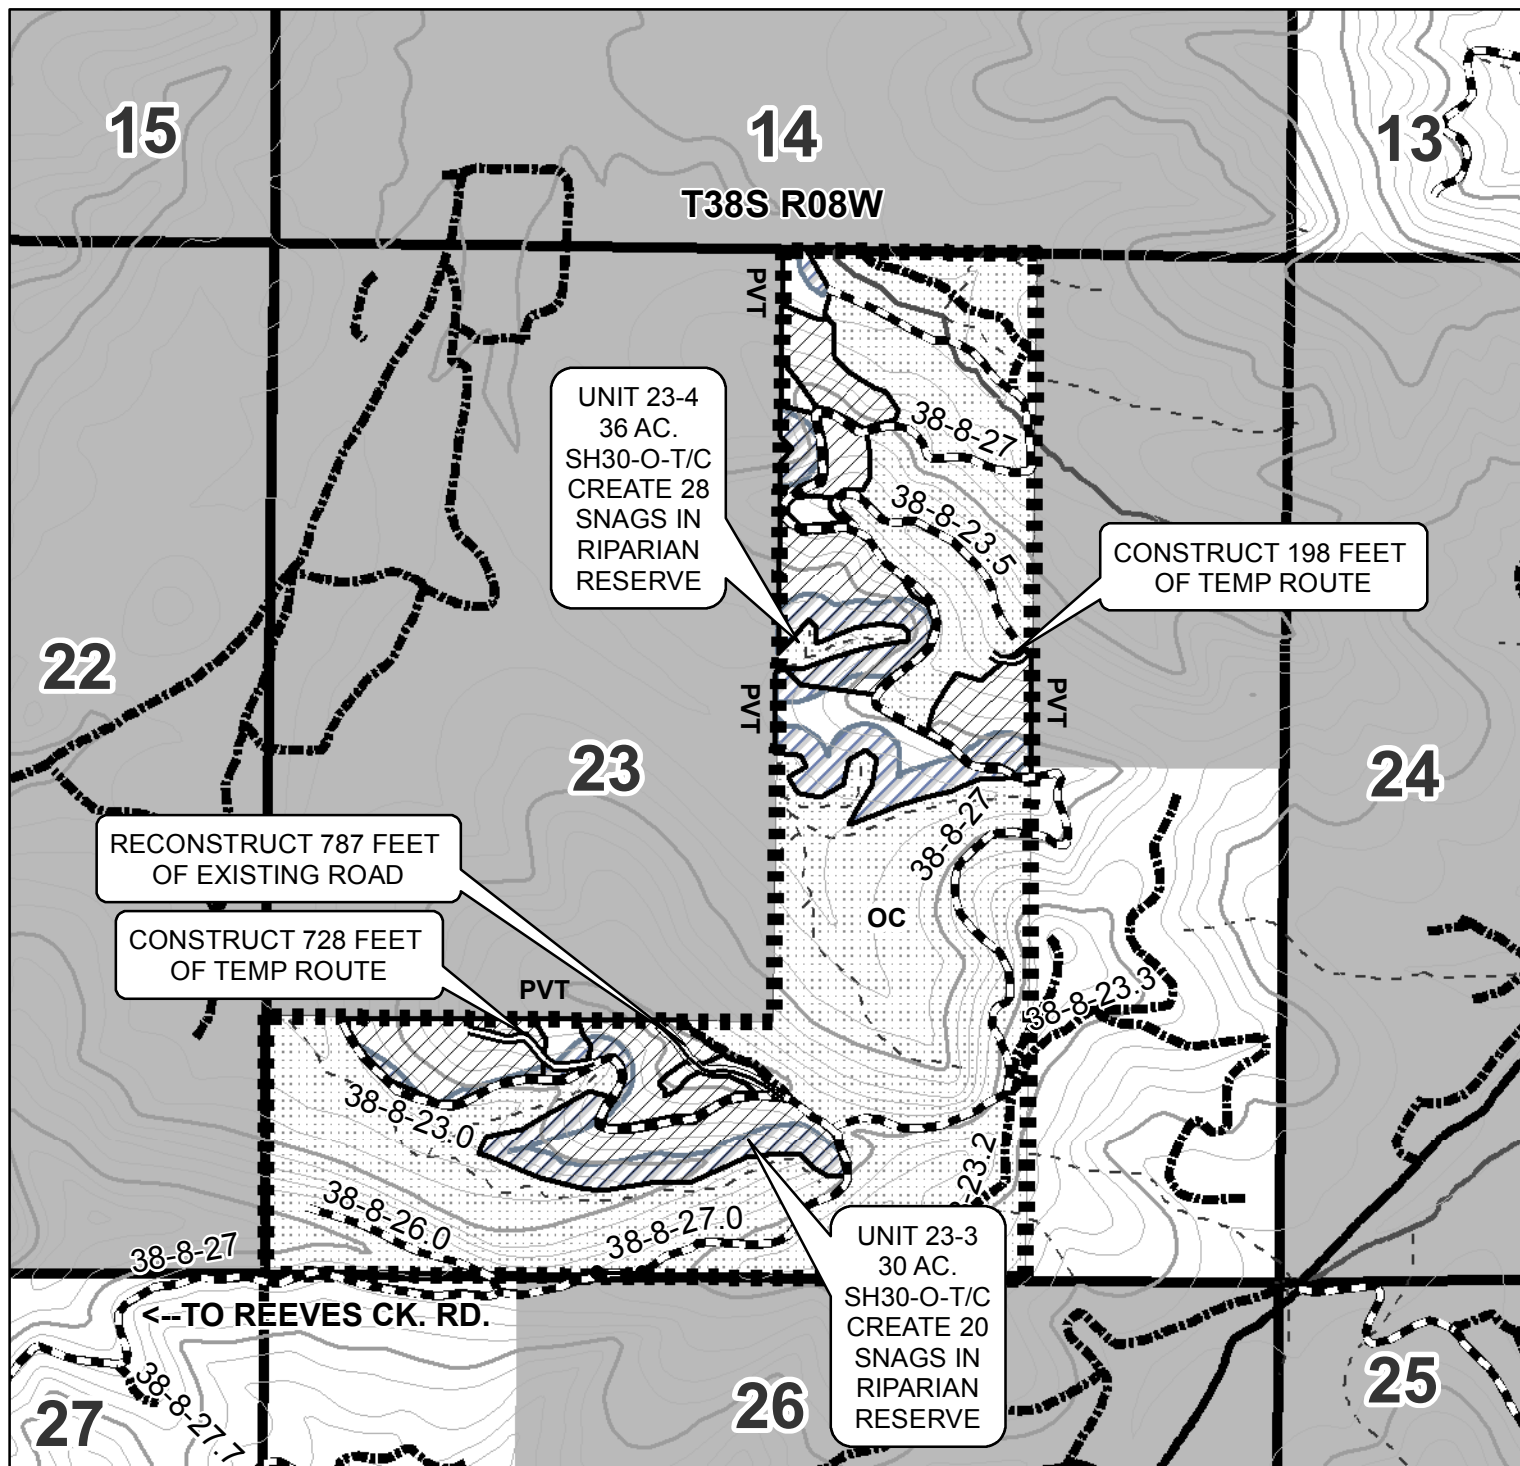 15
14
13
T38S R08W
PVT
UNIT 23-4
36 AC.
SH30-O-T/C
CREATE 28
SNAGS IN
RIPARIAN
RESERVE
38-8-27
38-8-23.5
CONSTRUCT 198 FEET
OF TEMP ROUTE
22
PVT
PVT
23
24
38-8-27
RECONSTRUCT 787 FEET
OF EXISTING ROAD
OC
CONSTRUCT 728 FEET
OF TEMP ROUTE
PVT
38-8-23.3
38-8-23.0
-23.2
38-8-26.0
38-8-27.0
38-8-27
UNIT 23-3
30 AC.
SH30-O-T/C
CREATE 20
SNAGS IN
RIPARIAN
RESERVE
<--TO REEVES CK. RD.
38-8-27.7
27
26
25